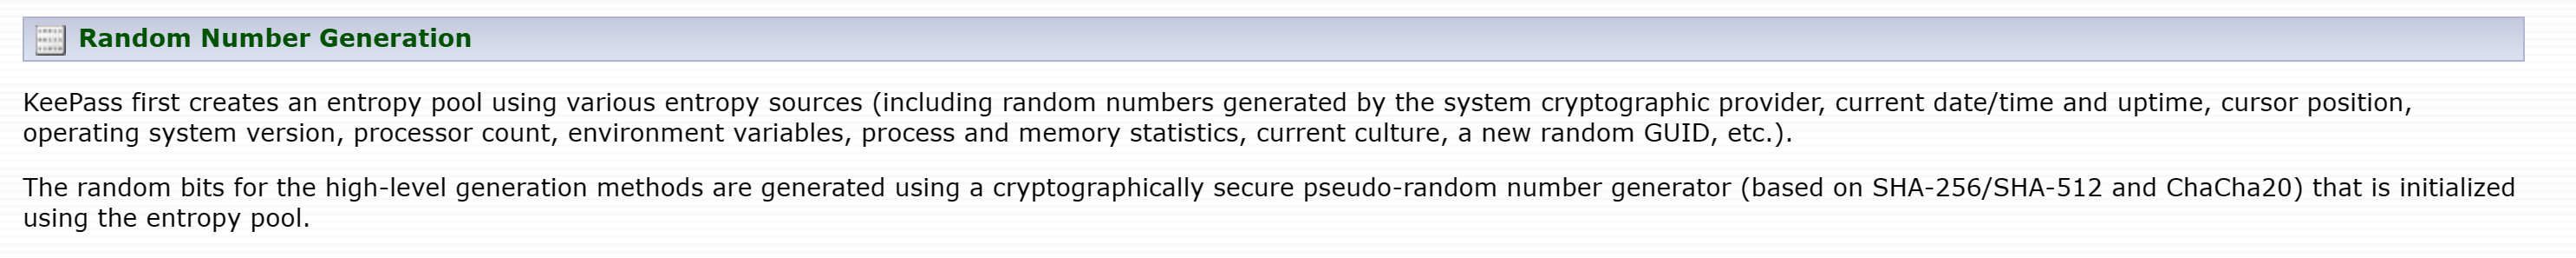 Random Number Generation
KeePass first creates an entropy pool using various entropy sources (including random numbers generated by the system cryptographic provider, current date/time and uptime, cursor position,
operating system version, processor count, environment variables, process and memory statistics, current culture, a new random GUID, etc.).
The random bits for the high-level generation methods are generated using a cryptographically secure pseudo-random number generator (based on SHA-256/SHA-512 and ChaCha20) that is initialized
using the entropy pool.